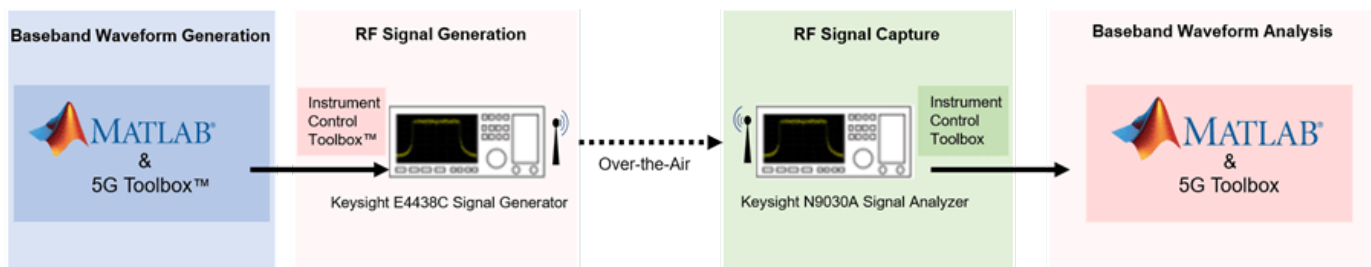 Baseband Waveform Generation
MATLAB®
&
5G Toolbox™
RF Signal Generation
Instrument
Control
Toolbox™
Keysight E4438C Signal Generator
Over-the-Air
RF Signal Capture
Instrument
Control
Toolbox
Keysight N9030A Signal Analyzer
Baseband Waveform Analysis
MATLAB®
&
5G Toolbox